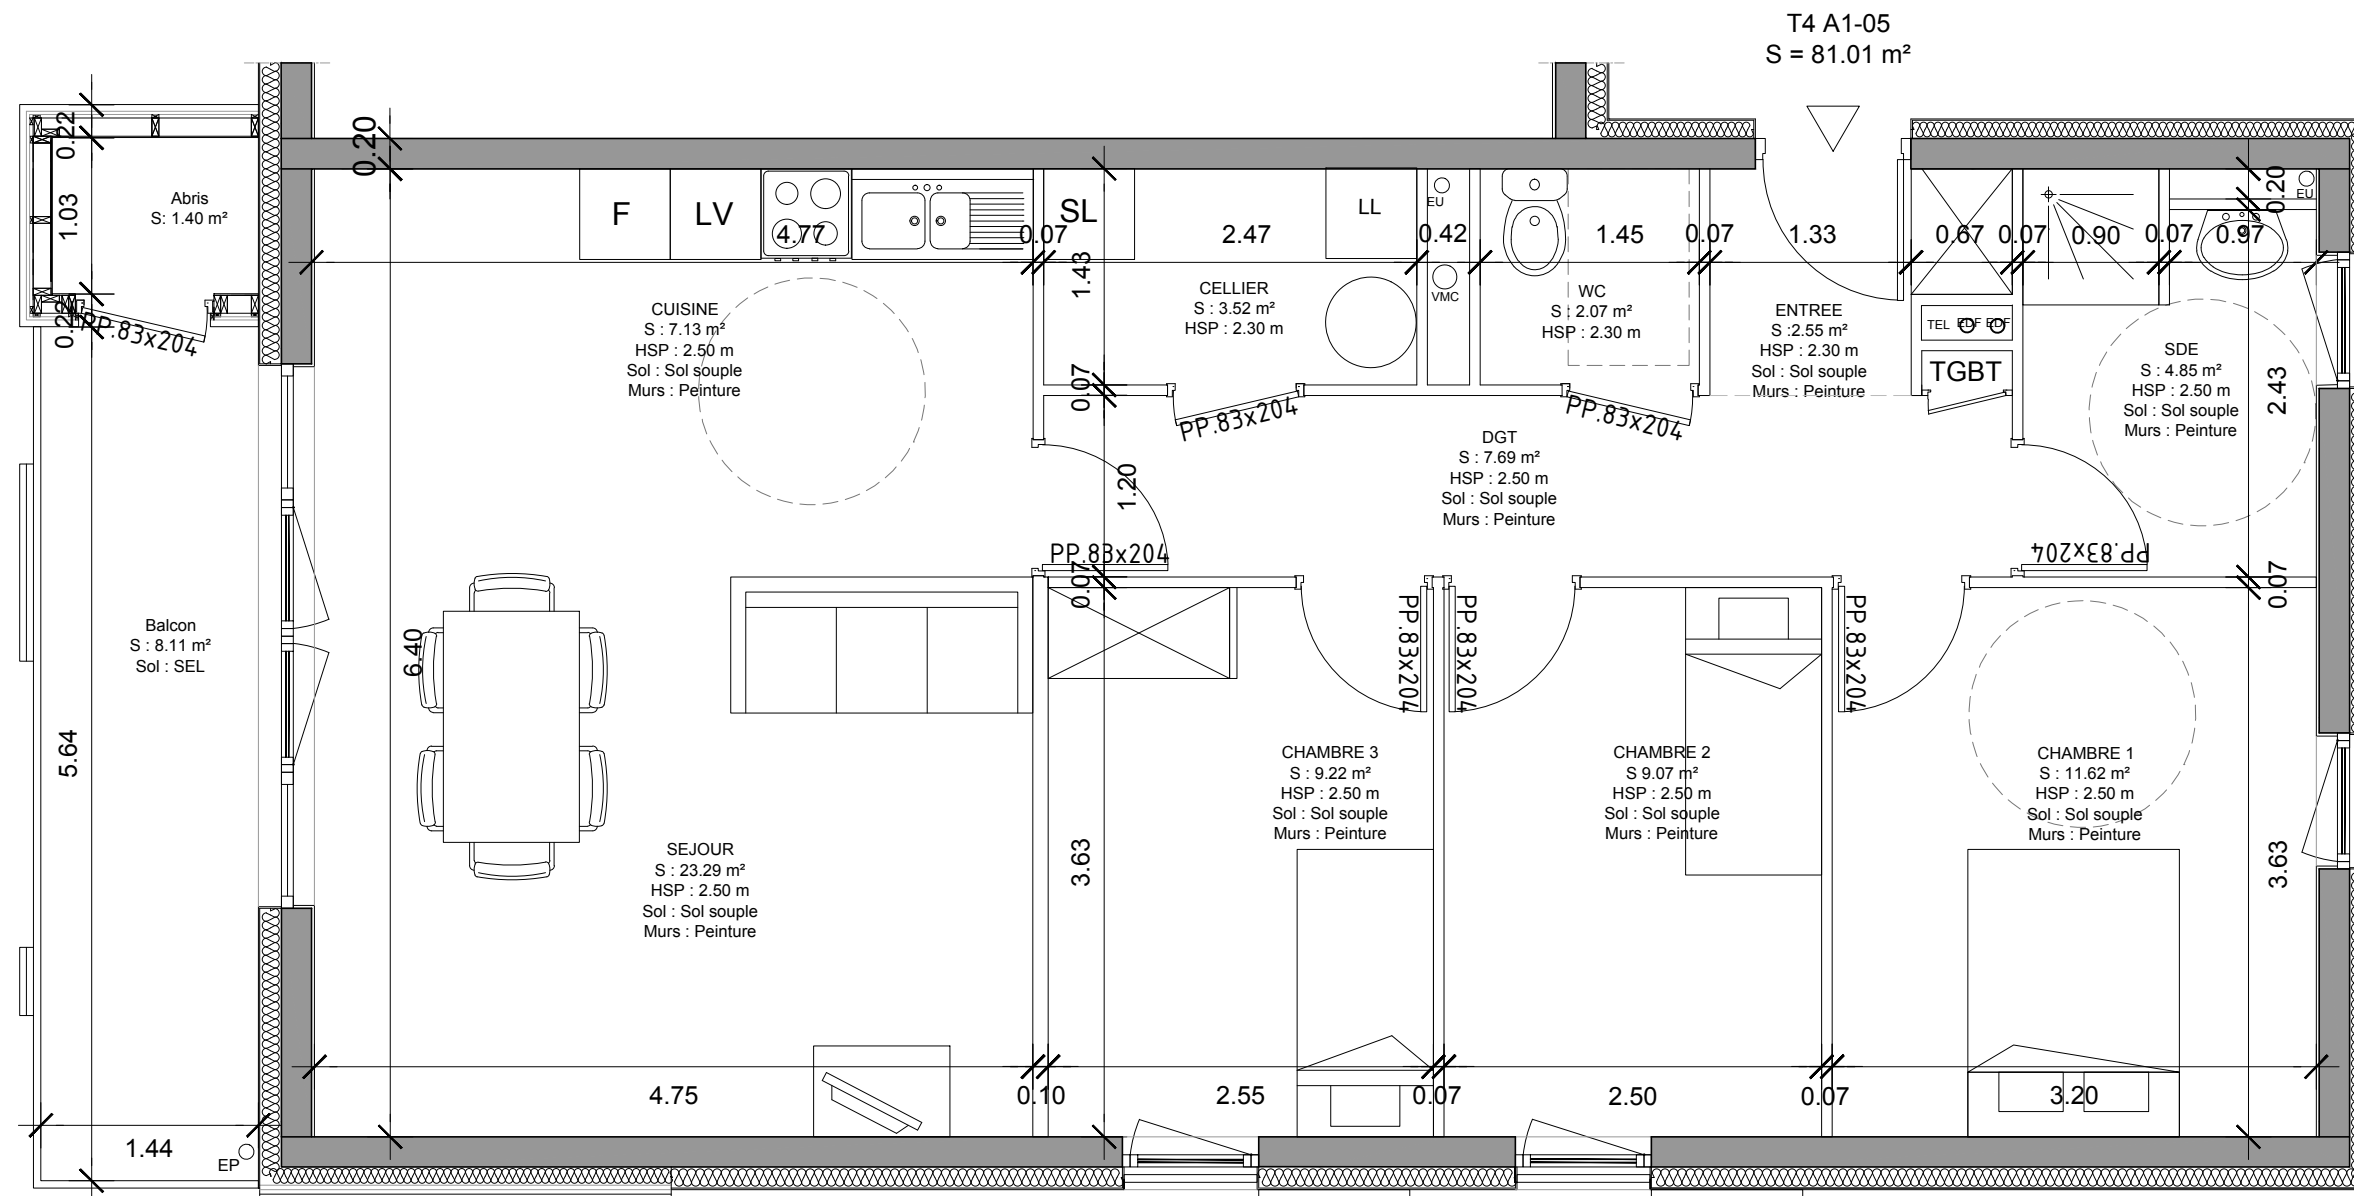 T4 A1-05
S = 81.01 m²
0.22
1.03
0.22
Abris
S: 1.40 m²
PP.83x204
0.20
F
LV
4.77
0.07
SL
1.43
2.47
LL
0.42
EU
VMC
1.45
0.07
1.33
0.67
0.07
0.90
0.07
0.97
0.20
EU
CUISINE
S : 7.13 m²
HSP : 2.50 m
Sol : Sol souple
Murs : Peinture
CELLIER
S : 3.52 m²
HSP : 2.30 m
WC
S : 2.07 m²
HSP : 2.30 m
ENTREE
S :2.55 m²
HSP : 2.30 m
Sol : Sol souple
Murs : Peinture
TEL
EDF
EDF
TGBT
SDE
S : 4.85 m²
HSP : 2.50 m
Sol : Sol souple
Murs : Peinture
2.43
0.07
PP.83x204
PP.83x204
DGT
S : 7.69 m²
HSP : 2.50 m
Sol : Sol souple
Murs : Peinture
1.20
PP.83x204
PP.83x204
0.07
0.07
Balcon
S : 8.11 m²
Sol : SEL
6.40
5.64
PP.83x204
PP.83x204
PP.83x204
SEJOUR
S : 23.29 m²
HSP : 2.50 m
Sol : Sol souple
Murs : Peinture
3.63
CHAMBRE 3
S : 9.22 m²
HSP : 2.50 m
Sol : Sol souple
Murs : Peinture
CHAMBRE 2
S 9.07 m²
HSP : 2.50 m
Sol : Sol souple
Murs : Peinture
CHAMBRE 1
S : 11.62 m²
HSP : 2.50 m
Sol : Sol souple
Murs : Peinture
3.63
4.75
0.10
2.55
0.07
2.50
0.07
3.20
1.44
EP